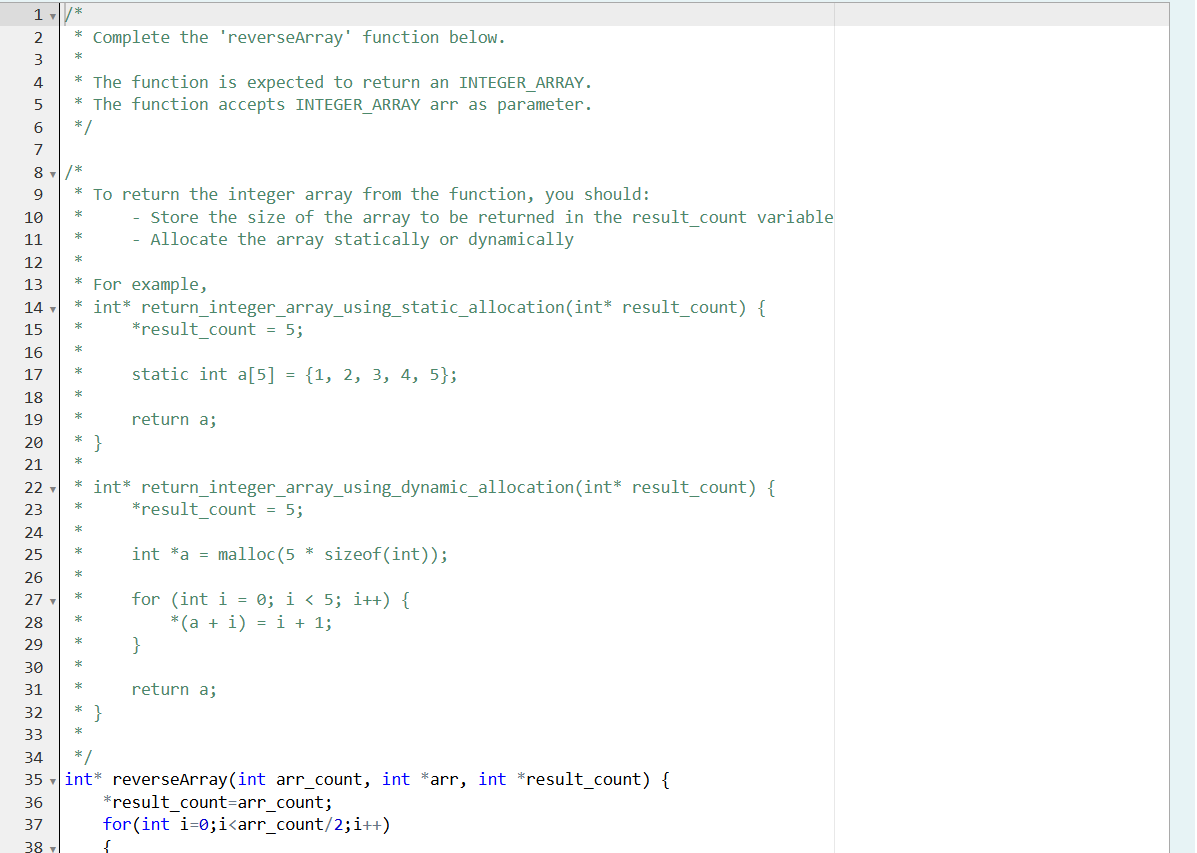 1 /*
2  * Complete the 'reverseArray' function below.
3  *
4  * The function is expected to return an INTEGER_ARRAY.
5  * The function accepts INTEGER_ARRAY arr as parameter.
6  */
7
8 /*
9  * To return the integer array from the function, you should:
10  *     - Store the size of the array to be returned in the result_count variable
11  *     - Allocate the array statically or dynamically
12  *
13  * For example,
14  * int* return_integer_array_using_static_allocation(int* result_count) {
15  *     *result_count = 5;
16  *
17  *     static int a[5] = {1, 2, 3, 4, 5};
18  *
19  *     return a;
20  * }
21  *
22  * int* return_integer_array_using_dynamic_allocation(int* result_count) {
23  *     *result_count = 5;
24  *
25  *     int *a = malloc(5 * sizeof(int));
26  *
27  *     for (int i = 0; i < 5; i++) {
28  *         *(a + i) = i + 1;
29  *     }
30  *
31  *     return a;
32  * }
33  *
34  */
35 int* reverseArray(int arr_count, int *arr, int *result_count) {
36     *result_count=arr_count;
37     for(int i=0;i<arr_count/2;i++)
38     {